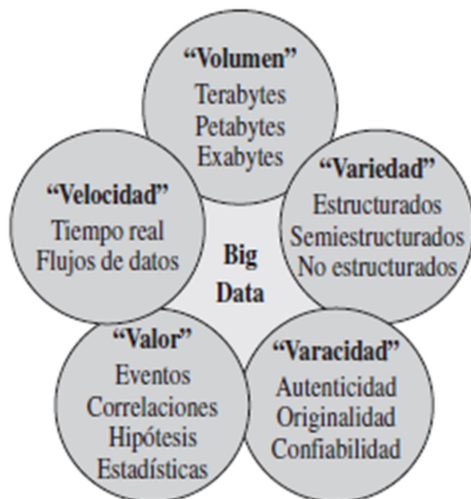 “Volumen”
Terabytes
Petabytes
Exabytes
“Variedad”
Estructurados
Semiestructurados
No estructurados
“Velocidad”
Tiempo real
Flujos de datos
Big
Data
“Valor”
Eventos
Correlaciones
Hipótesis
Estadísticas
“Varacidad”
Autenticidad
Originalidad
Confiabilidad